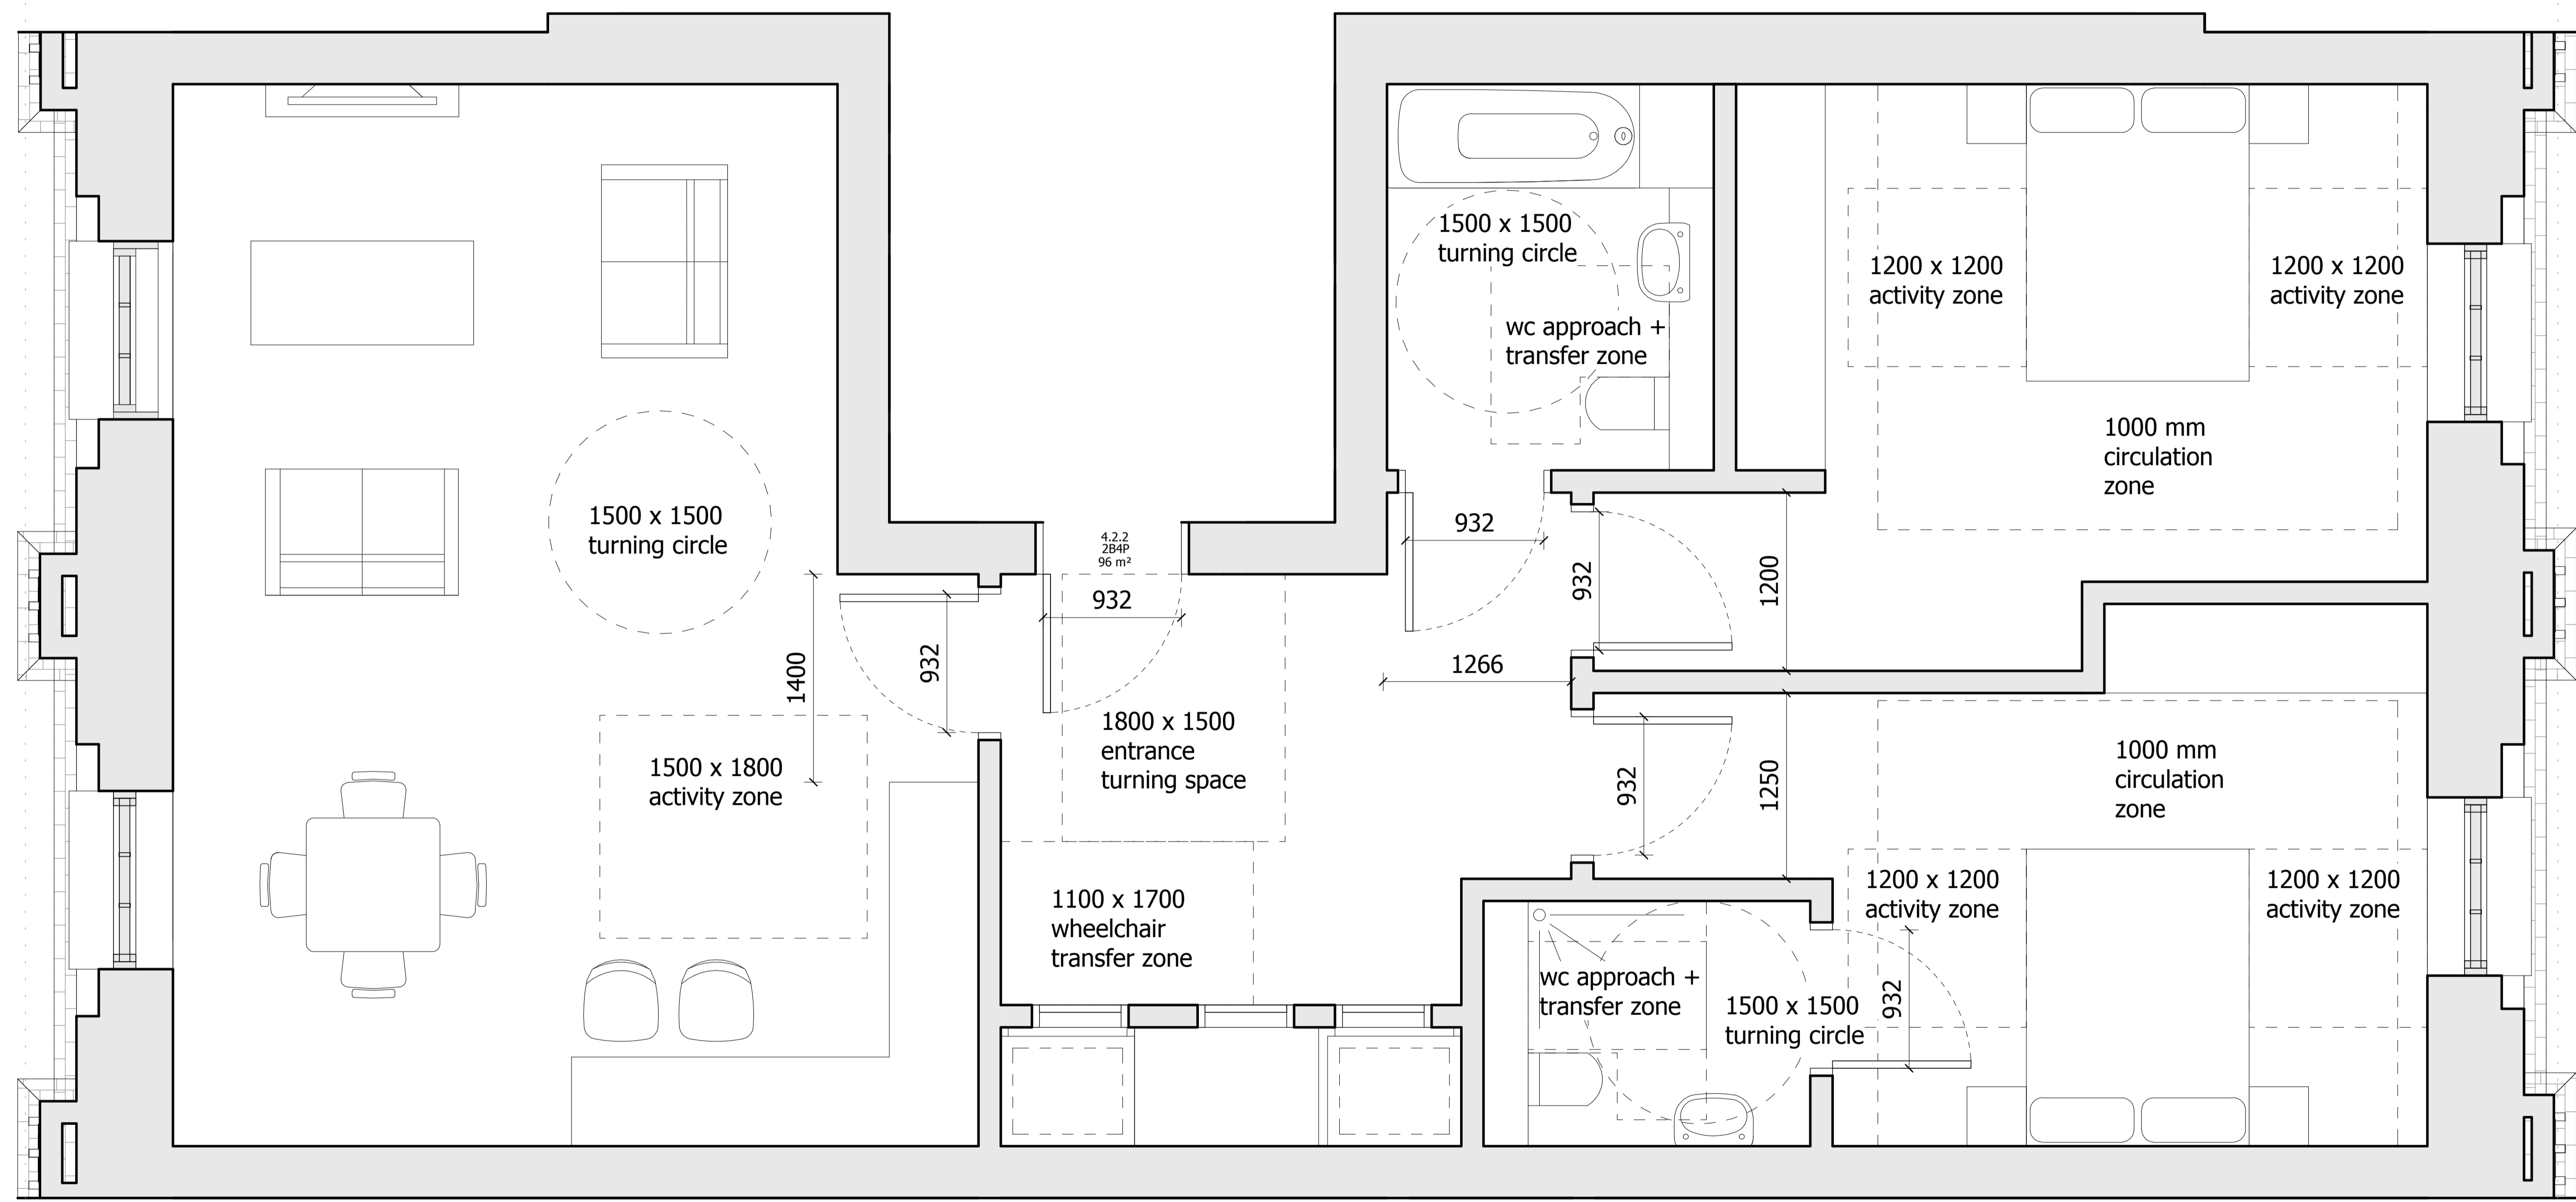 1500 x 1500
turning circle
1200 x 1200
activity zone
1200 x 1200
activity zone
wc approach +
transfer zone
1000 mm
circulation
zone
1500 x 1500
turning circle
4.2.2
2B4P
96 m²
932
932
932
1200
932
1400
1266
1800 x 1500
entrance
turning space
1500 x 1800
activity zone
932
1250
1000 mm
circulation
zone
1100 x 1700
wheelchair
transfer zone
1200 x 1200
activity zone
1200 x 1200
activity zone
wc approach +
transfer zone
1500 x 1500
turning circle
932